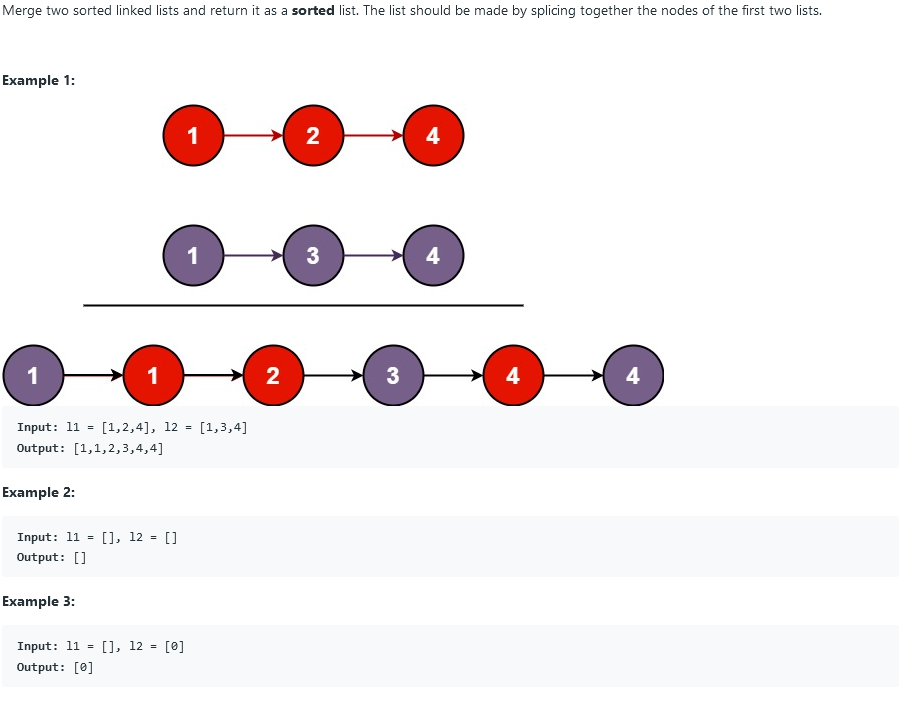 Merge two sorted linked lists and return it as a sorted list. The list should be made by splicing together the nodes of the first two lists.
Example 1:
1 2 4
1 3 4
1 1 2 3 4 4
Input: l1 = [1,2,4], l2 = [1,3,4]
Output: [1,1,2,3,4,4]
Example 2:
Input: l1 = [], l2 = []
Output: []
Example 3:
Input: l1 = [], l2 = [0]
Output: [0]